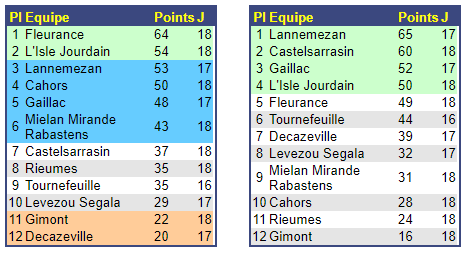 Pl Equipe Points J
1 Fleurance 64 18
2 L'Isle Jourdain 54 18
3 Lannemezan 53 17
4 Cahors 50 18
5 Gaillac 48 17
6 Mielan Mirande Rabastens 43 18
7 Castelsarrasin 37 18
8 Rieumes 35 18
9 Tournefeuille 35 16
10 Levezou Segala 29 17
11 Gimont 22 18
12 Decazeville 20 17
Pl Equipe Points J
1 Lannemezan 65 17
2 Castelsarrasin 60 18
3 Gaillac 52 17
4 L'Isle Jourdain 50 18
5 Fleurance 49 18
6 Tournefeuille 44 16
7 Decazeville 39 17
8 Levezou Segala 32 17
9 Mielan Mirande Rabastens 31 18
10 Cahors 28 18
11 Rieumes 24 18
12 Gimont 16 18